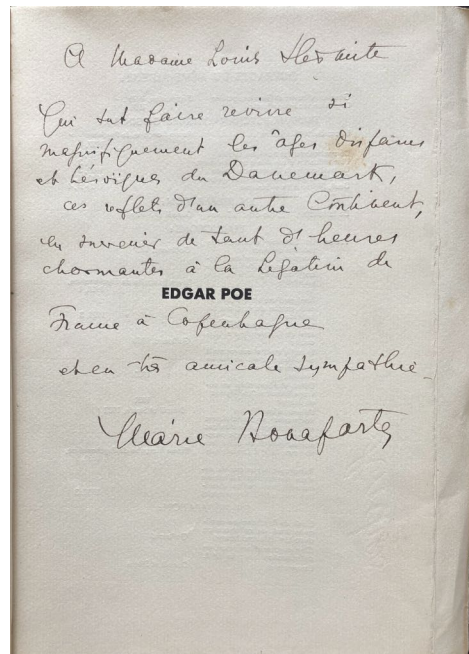 A Madame Louis Hermite
Qui sut faire revivre si
magnifiquement les âges disparus
et héroïques du Danemark,
ces reflets d'un autre Continent,
en souvenir de tant d'heures
charmantes à la Légation de
EDGAR POE
France à Copenhague
et en très amicale sympathie
Marie Bonaparte